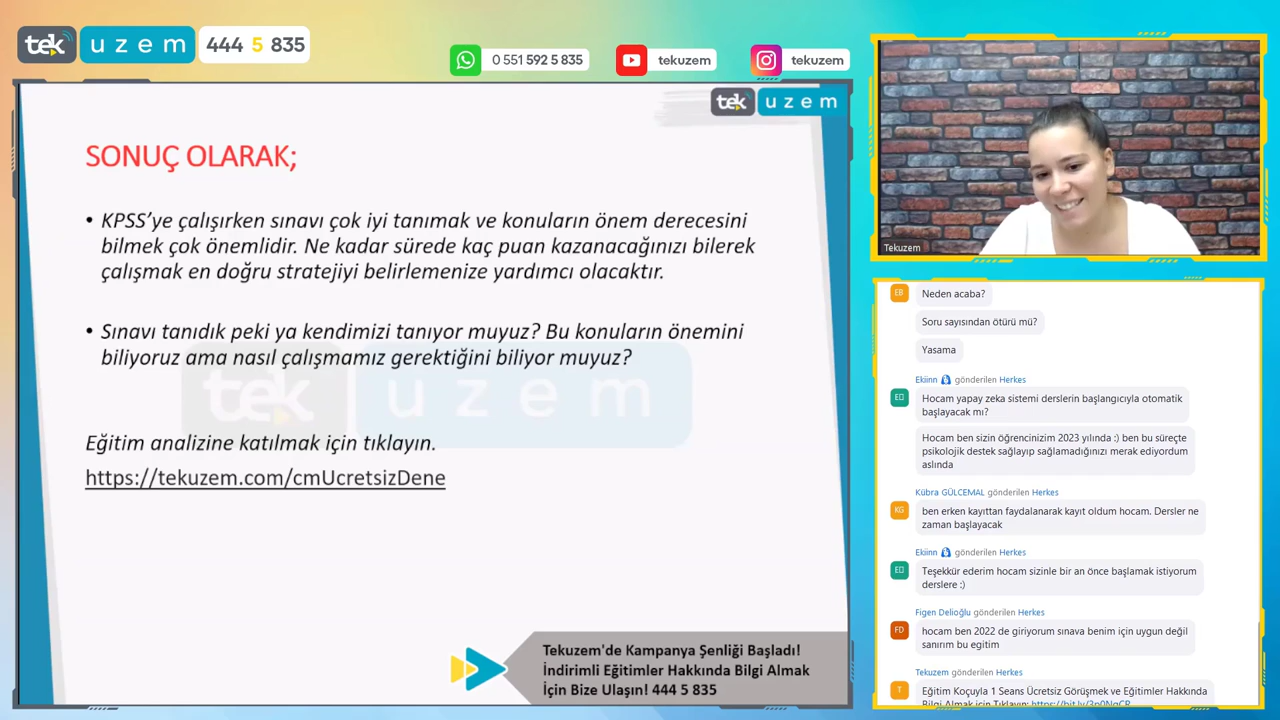 tek uzem 444 5 835
0 551 592 5 835
tekuzem
tekuzem
tek uzem
SONUÇ OLARAK;
• KPSS’ye çalışırken sınavı çok iyi tanımak ve konuların önem derecesini
bilmek çok önemlidir. Ne kadar sürede kaç puan kazanacağınızı bilerek
çalışmak en doğru stratejiyi belirlemenize yardımcı olacaktır.
• Sınavı tanıdık peki ya kendimizi tanıyor muyuz? Bu konuların önemini
biliyoruz ama nasıl çalışmamız gerektiğini biliyor muyuz?
tek uzem
Eğitim analizine katılmak için tıklayın.
https://tekuzem.com/cmUcretsizDene
Tekuzem'de Kampanya Şenliği Başladı!
İndirimli Eğitimler Hakkında Bilgi Almak
İçin Bize Ulaşın! 444 5 835
Tekuzem
EB
Neden acaba?
Soru sayısından ötürü mü?
Yasama
Ekiinn gönderilen Herkes
Hocam yapay zeka sistemi derslerin başlangıcıyla otomatik
başlayacak mı?
Hocam ben sizin öğrencinizim 2023 yılında :) ben bu süreçte
psikolojik destek sağlayıp sağlamadığınızı merak ediyordum
aslında
Kübra GÜLCEMAL gönderilen Herkes
KG
ben erken kayıttan faydalanarak kayıt oldum hocam. Dersler ne
zaman başlayacak
Ekiinn gönderilen Herkes
Teşekkür ederim hocam sizinle bir an önce başlamak istiyorum
derslere :)
Figen Delioğlu gönderilen Herkes
FD
hocam ben 2022 de giriyorum sınava benim için uygun değil
sanırım bu egitim
Tekuzem gönderilen Herkes
T
Eğitim Koçuyla 1 Seans Ücretsiz Görüşmek ve Eğitimler Hakkında
Bilgi Almak için Tıklayın: